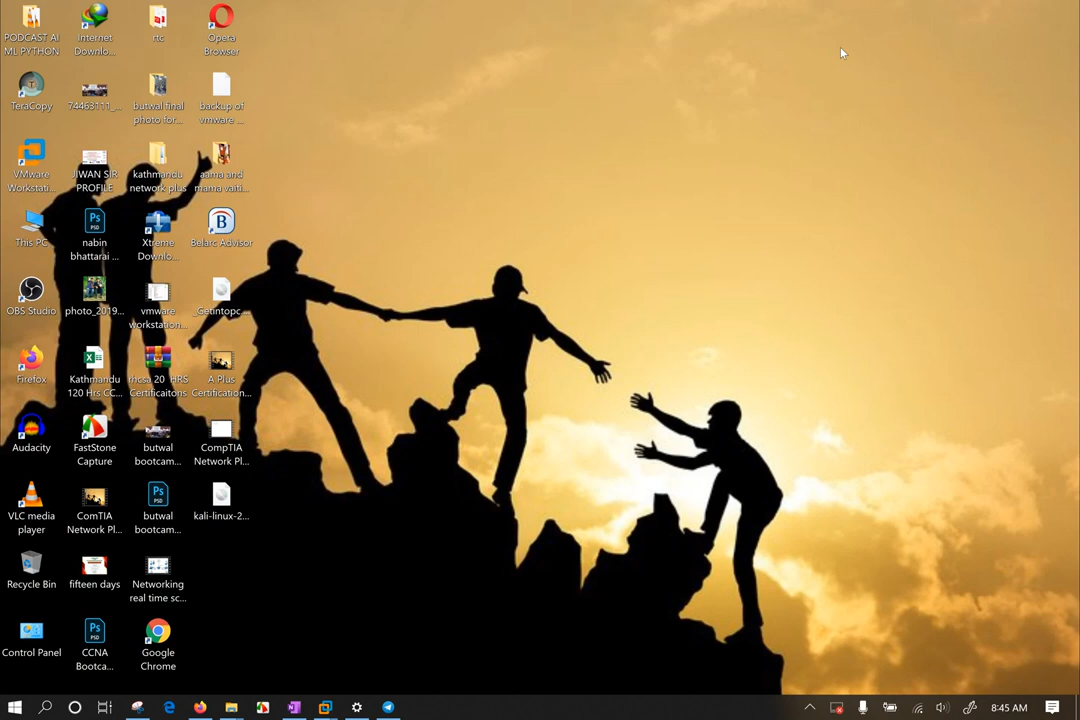 PODCAST AI
ML PYTHON
Internet
Downlo...
rtc
Opera
Browser
TeraCopy
74463111_...
butwal final
photo for...
backup of
vmware ...
VMware
Workstati...
JIWAN SIR
PROFILE
kathmandu
network plus
aama and
mama vaiti...
This PC
nabin
bhattarai ...
Xtreme
Downlo...
Belarc Advisor
OBS Studio
photo_2019...
vmware
workstation...
_Getintopc...
Firefox
Kathmandu
120 Hrs CC...
rhcsa 20 HRS
Certificaitons
A Plus
Certification...
Audacity
FastStone
Capture
butwal
bootcam...
CompTIA
Network Pl...
VLC media
player
ComTIA
Network Pl...
butwal
bootcam...
kali-linux-2...
Recycle Bin
fifteen days
Networking
real time sc...
Control Panel
CCNA
Bootca...
Google
Chrome
8:45 AM